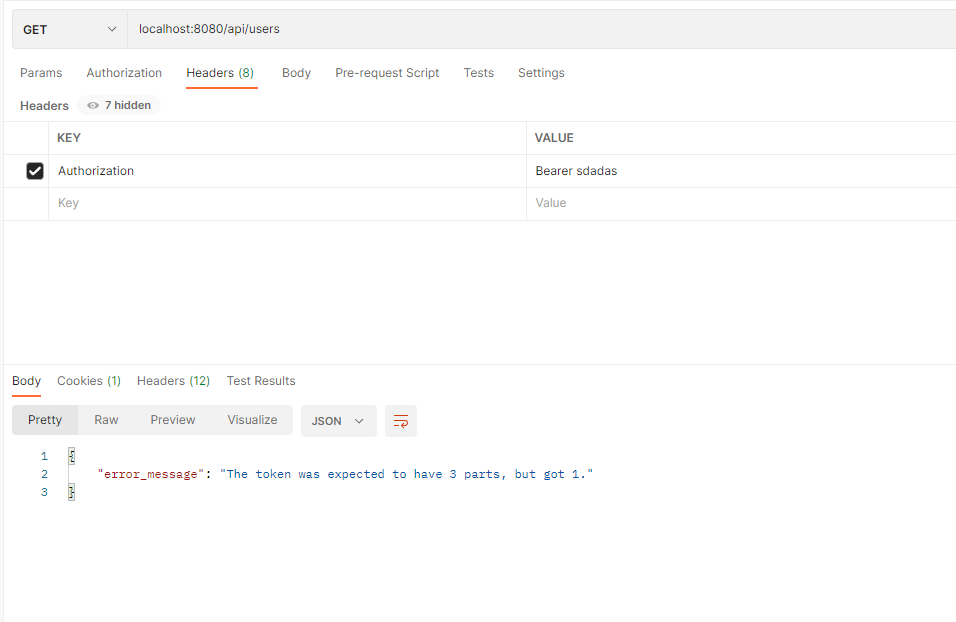 GET localhost:8080/api/users
Params Authorization Headers (8) Body Pre-request Script Tests Settings
Headers 7 hidden
KEY VALUE
Authorization Bearer sdadas
Key Value
Body Cookies (1) Headers (12) Test Results
Pretty Raw Preview Visualize JSON
1 {
2 "error_message": "The token was expected to have 3 parts, but got 1."
3 }